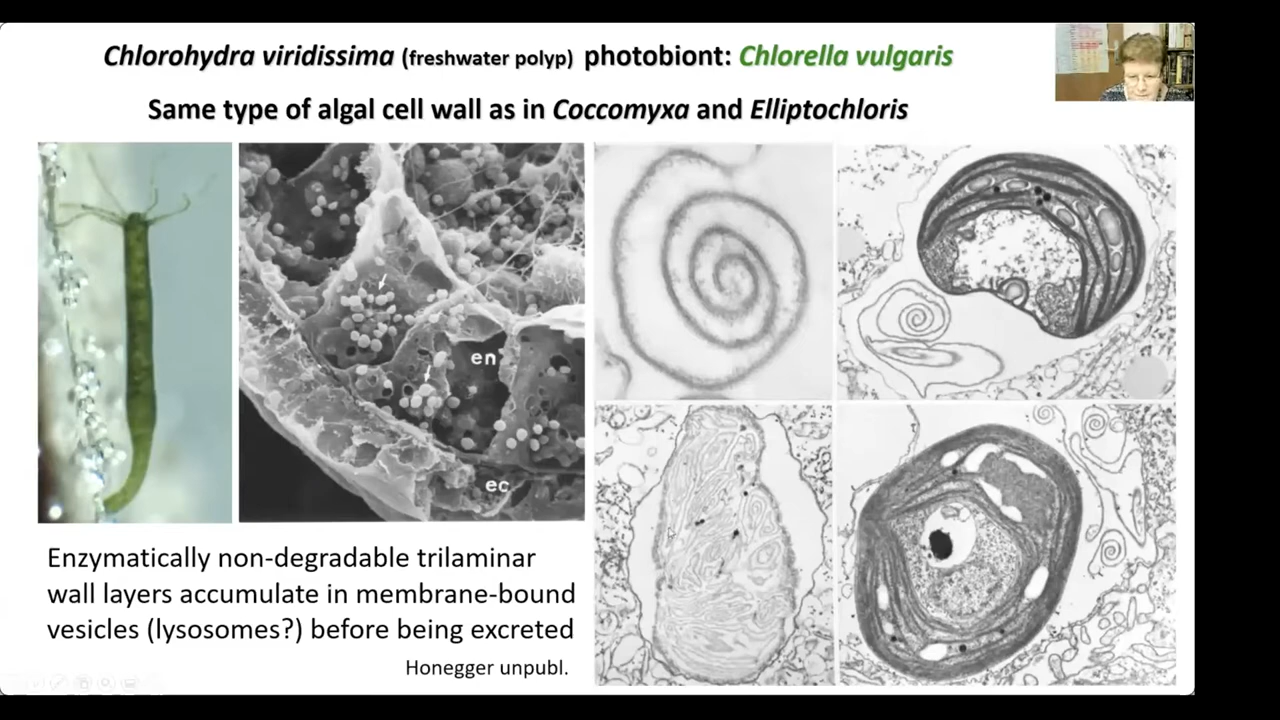 Chlorohydra viridissima (freshwater polyp) photobiont: Chlorella vulgaris
Same type of algal cell wall as in Coccomyxa and Elliptochloris
en
ec
Enzymatically non-degradable trilaminar
wall layers accumulate in membrane-bound
vesicles (lysosomes?) before being excreted
Honegger unpubl.